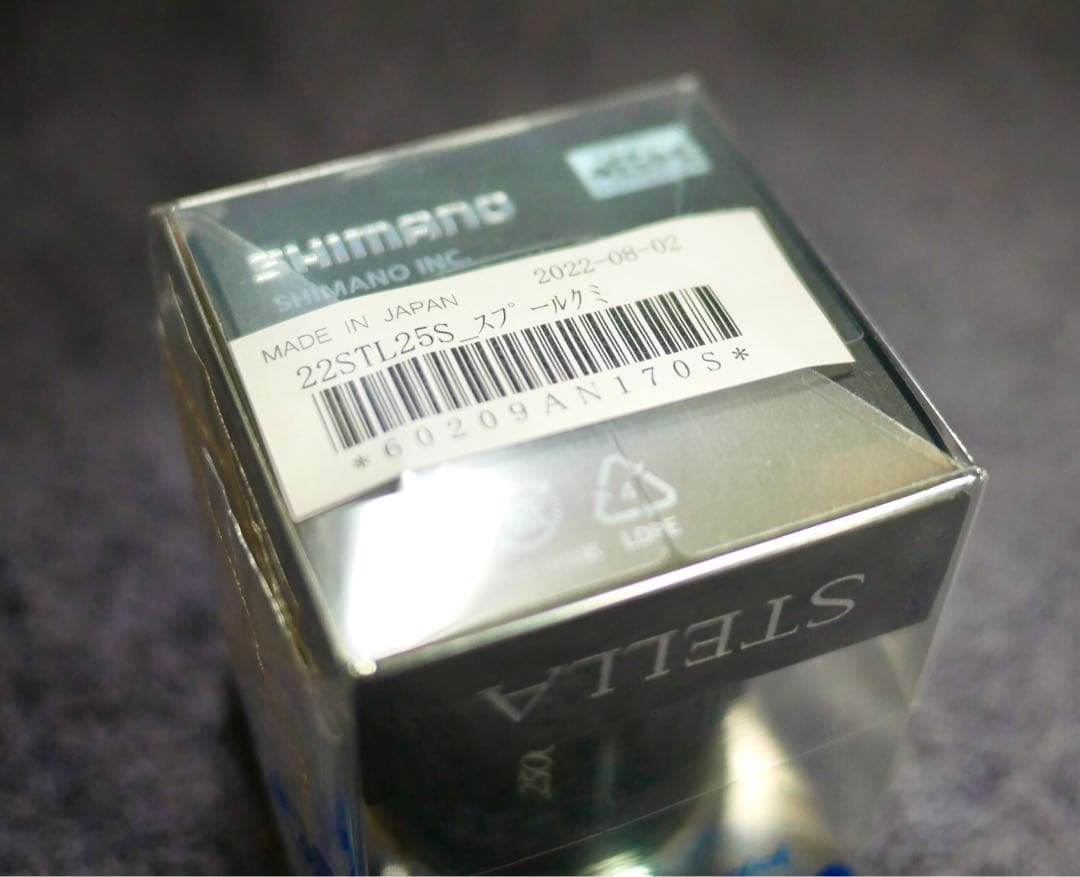 SHIMANO
SHIMANO INC.
MADE IN JAPAN 2022-08-02
22STL25S_スプールクミ
*60209AN170S*
LDPE
STELLA